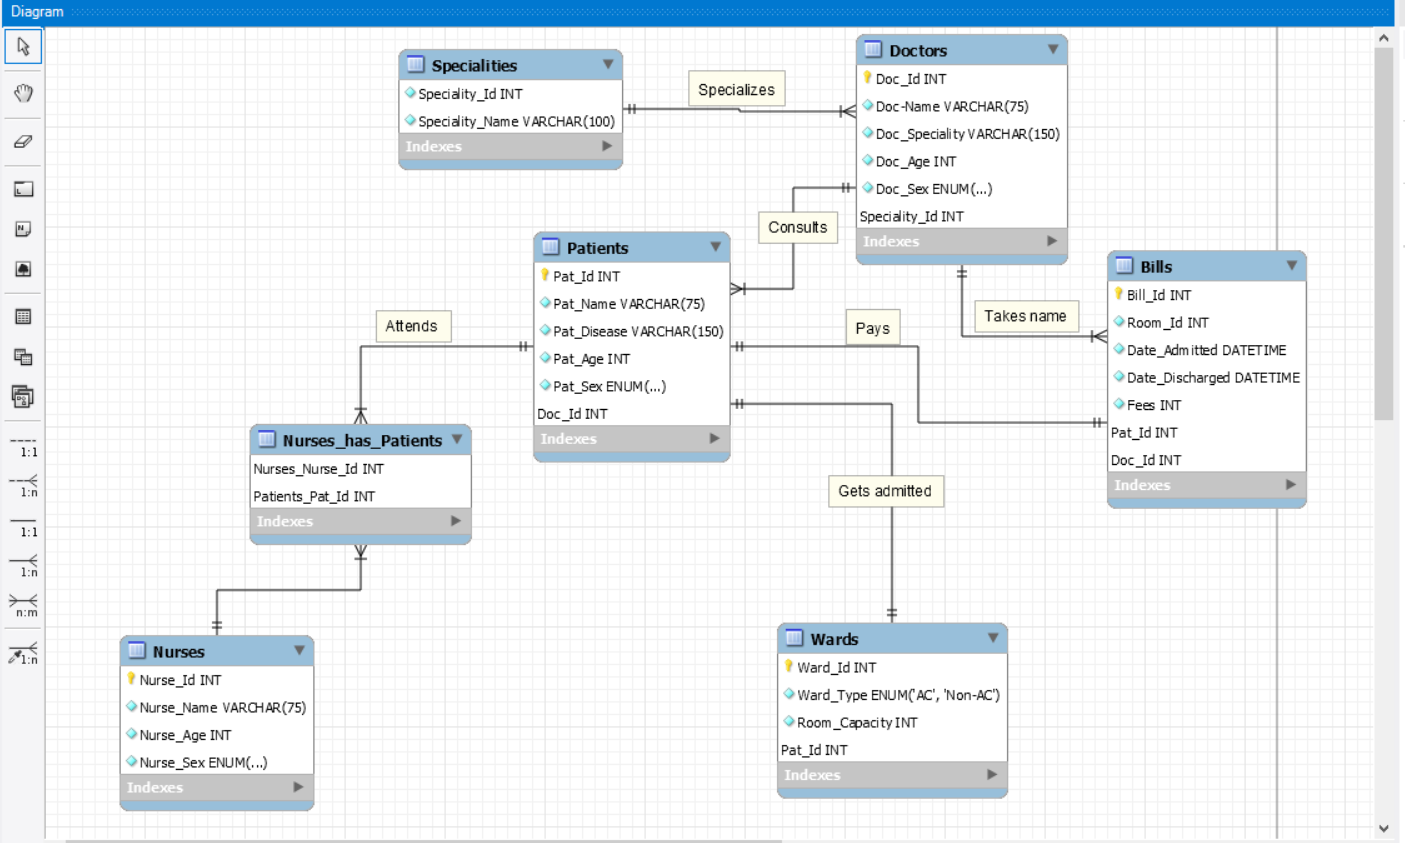 Diagram
Specialities
Speciality_Id INT
Speciality_Name VARCHAR(100)
Indexes
Specializes
Doctors
Doc_Id INT
Doc-Name VARCHAR(75)
Doc_Speciality VARCHAR(150)
Doc_Age INT
Doc_Sex ENUM(...)
Speciality_Id INT
Indexes
Consults
Patients
Pat_Id INT
Pat_Name VARCHAR(75)
Pat_Disease VARCHAR(150)
Pat_Age INT
Pat_Sex ENUM(...)
Doc_Id INT
Indexes
Attends
Pays
Takes name
Bills
Bill_Id INT
Room_Id INT
Date_Admitted DATETIME
Date_Discharged DATETIME
Fees INT
Pat_Id INT
Doc_Id INT
Indexes
Nurses_has_Patients
Nurses_Nurse_Id INT
Patients_Pat_Id INT
Indexes
Gets admitted
Nurses
Nurse_Id INT
Nurse_Name VARCHAR(75)
Nurse_Age INT
Nurse_Sex ENUM(...)
Indexes
Wards
Ward_Id INT
Ward_Type ENUM('AC', 'Non-AC')
Room_Capacity INT
Pat_Id INT
Indexes
1:1
1:n
1:1
1:n
n:m
1:n